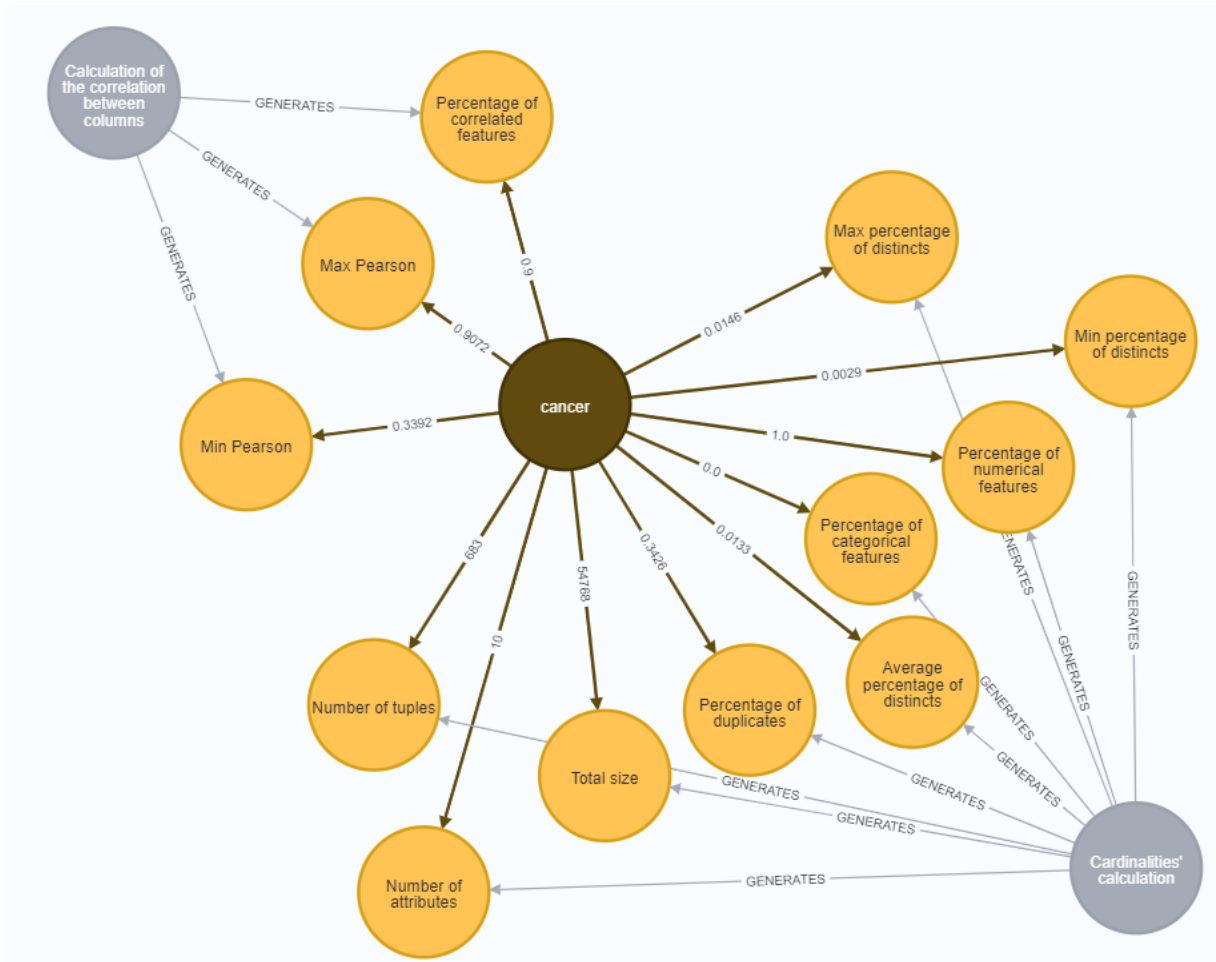 Calculation of
the correlation
between
columns
GENERATES
GENERATES
GENERATES
Percentage of
correlated
features
Max Pearson
Min Pearson
0.9
0.9072
0.3392
cancer
0.0146
0.0029
1.0
0.0
0.0133
0.3426
54768
10
683
Max percentage
of distincts
Min percentage
of distincts
Percentage of
numerical
features
Percentage of
categorical
features
Average
percentage of
distincts
Percentage of
duplicates
Total size
Number of tuples
Number of
attributes
GENERATES
GENERATES
GENERATES
GENERATES
GENERATES
GENERATES
GENERATES
GENERATES
GENERATES
Cardinalities'
calculation